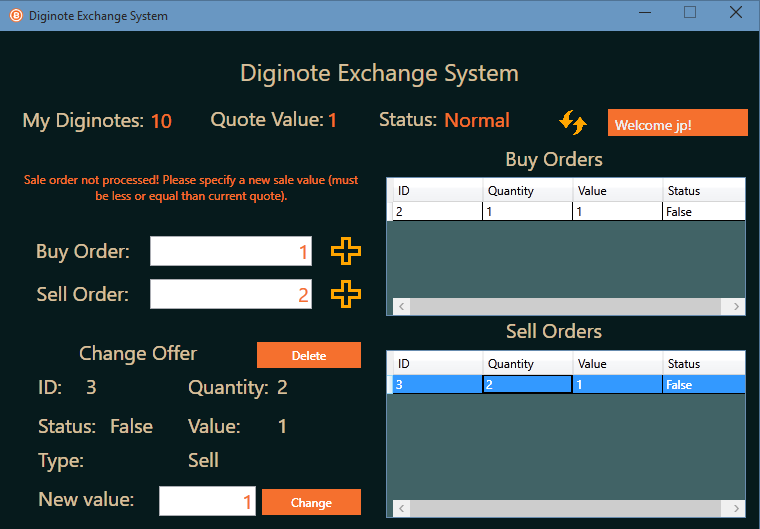 Diginote Exchange System
Diginote Exchange System
My Diginotes: 10 Quote Value: 1 Status: Normal
Welcome jp!
Sale order not processed! Please specify a new sale value (must
be less or equal than current quote).
Buy Order: 1
Sell Order: 2
Buy Orders
ID Quantity Value Status
2 1 1 False
Change Offer Delete
ID: 3 Quantity: 2
Status: False Value: 1
Type: Sell
New value: 1 Change
Sell Orders
ID Quantity Value Status
3 2 1 False